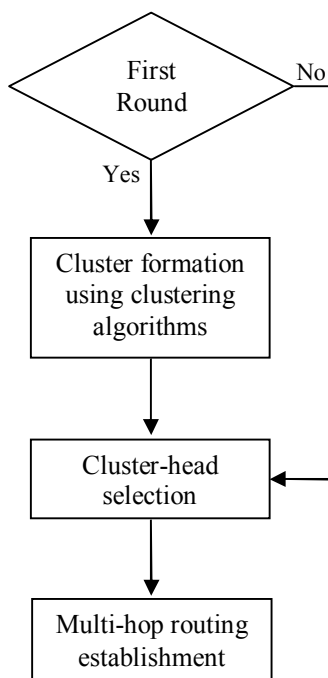 First
Round
No
Yes
Cluster formation
using clustering
algorithms
Cluster-head
selection
Multi-hop routing
establishment